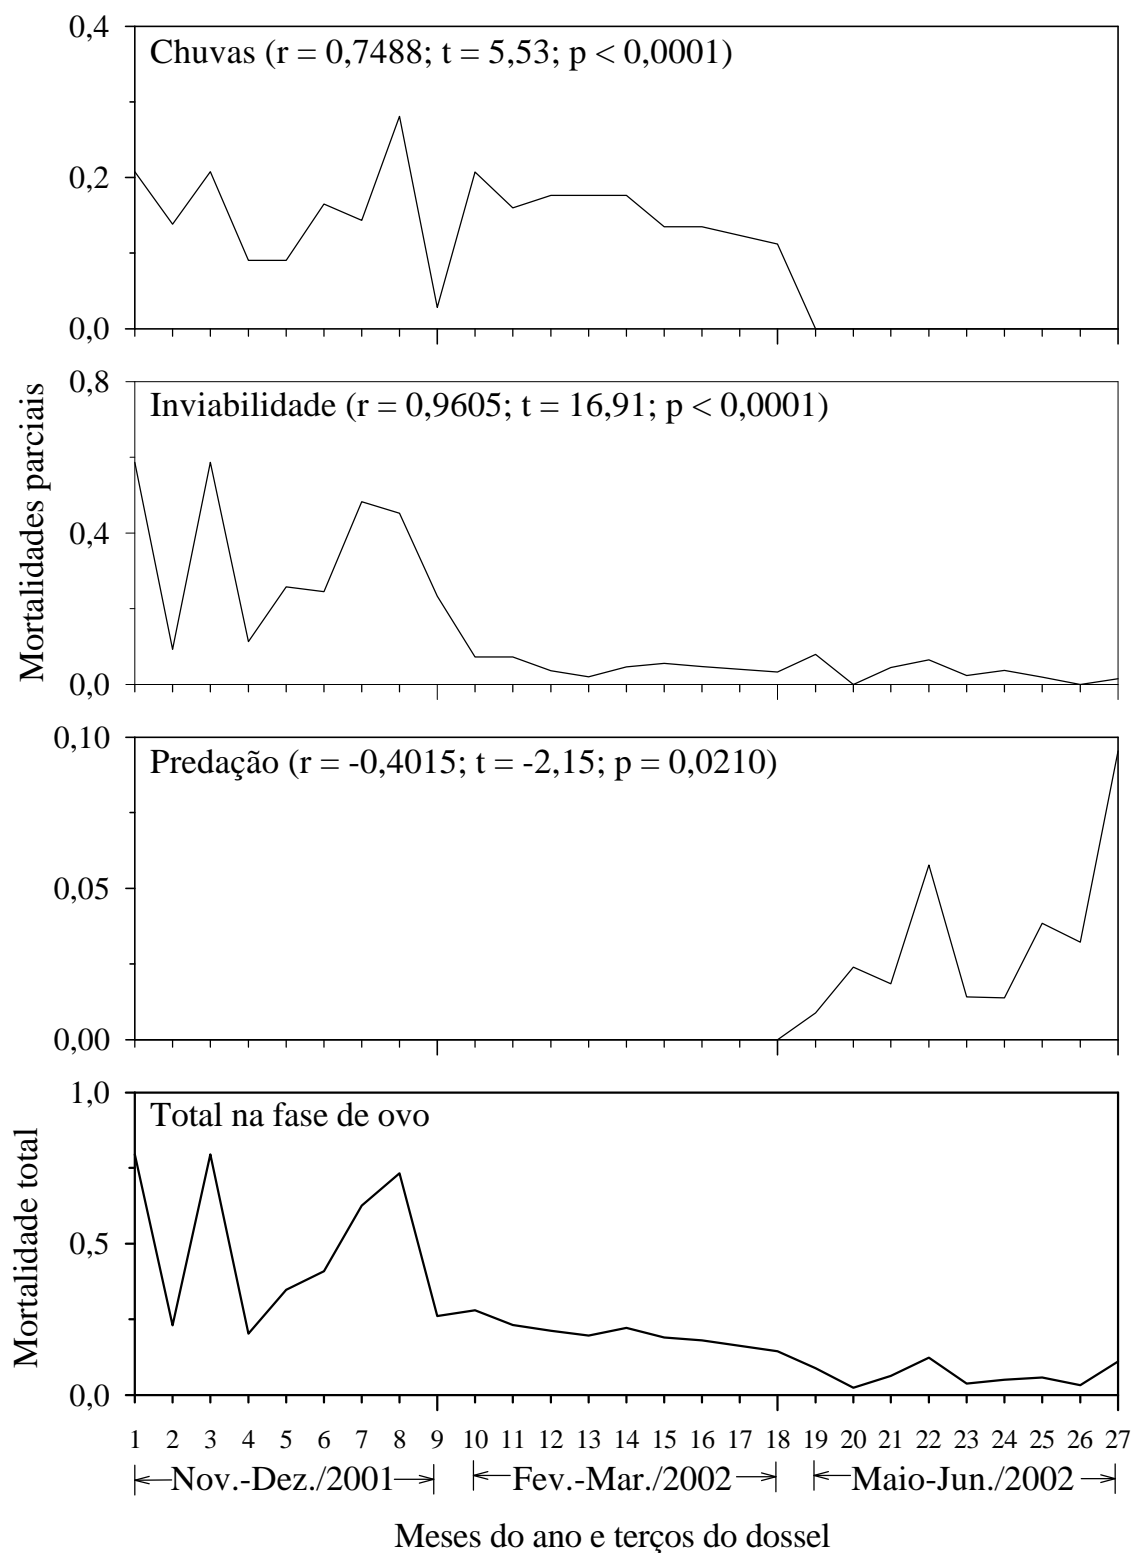 0,4
Chuvas (r = 0,7488; t = 5,53; p < 0,0001)
0,2
0,0
Mortalidades parciais
0,8
Inviabilidade (r = 0,9605; t = 16,91; p < 0,0001)
0,4
0,0
0,10
Predação (r = -0,4015; t = -2,15; p = 0,0210)
0,05
0,00
Mortalidade total
1,0
Total na fase de ovo
0,5
0,0
1 2 3 4 5 6 7 8 9 10 11 12 13 14 15 16 17 18 19 20 21 22 23 24 25 26 27
Nov.-Dez./2001 Fev.-Mar./2002 Maio-Jun./2002
Meses do ano e terços do dossel